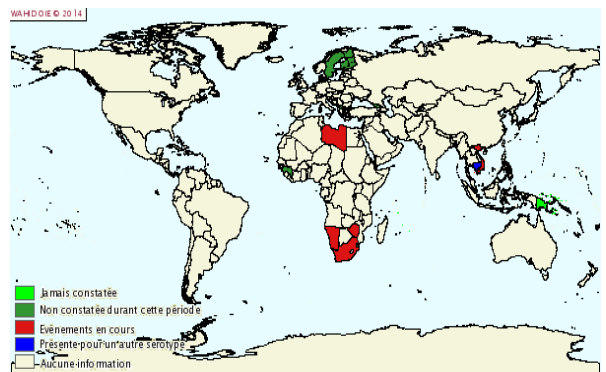 WAHID OIE © 2014
Jamais constatée
Non constatée durant cette période
Evènements en cours
Présente pour un autre sérotype
Aucune information